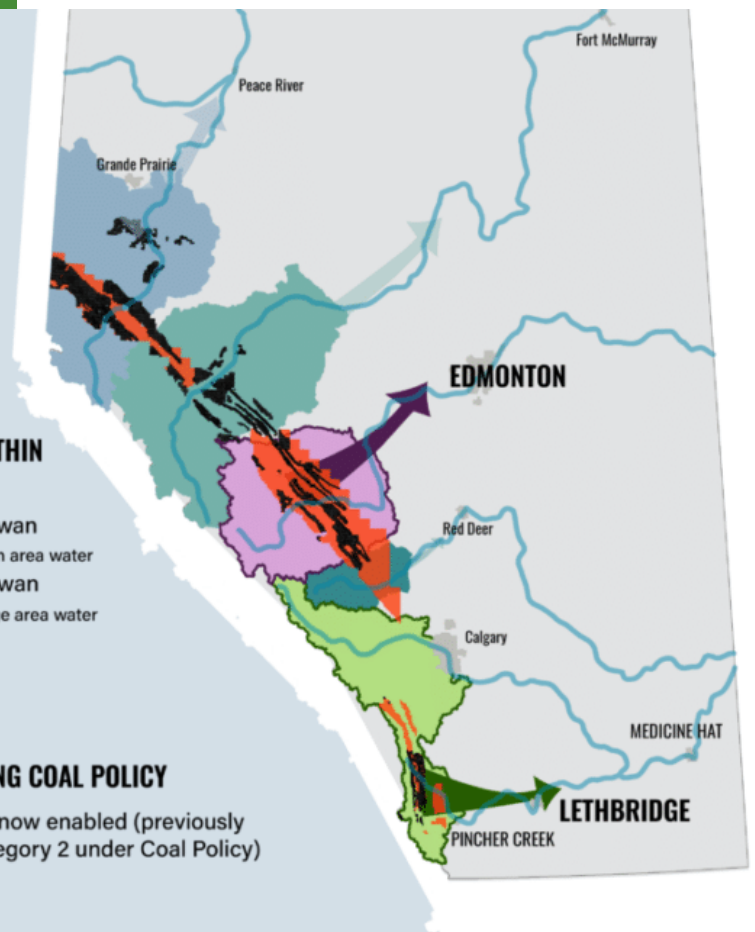 Fort McMurray
Peace River
Grande Prairie
EDMONTON
THIN
wan
n area water
wan
e area water
Red Deer
Calgary
MEDICINE HAT
NG COAL POLICY
now enabled (previously
egory 2 under Coal Policy)
LETHBRIDGE
PINCHER CREEK